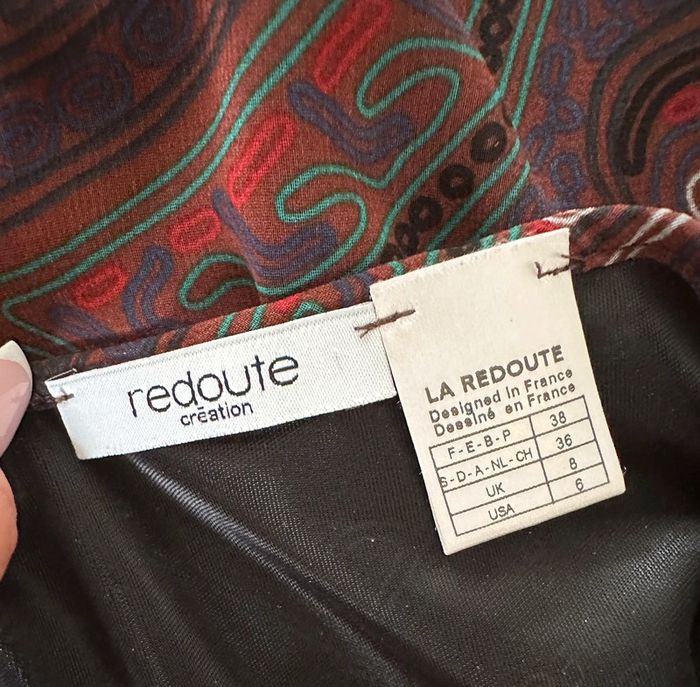 redoute
création
LA REDOUTE
Designed In France
Dessiné en France
F-E-B-P 38
S-D-A-NL-CH 36
UK 8
USA 6